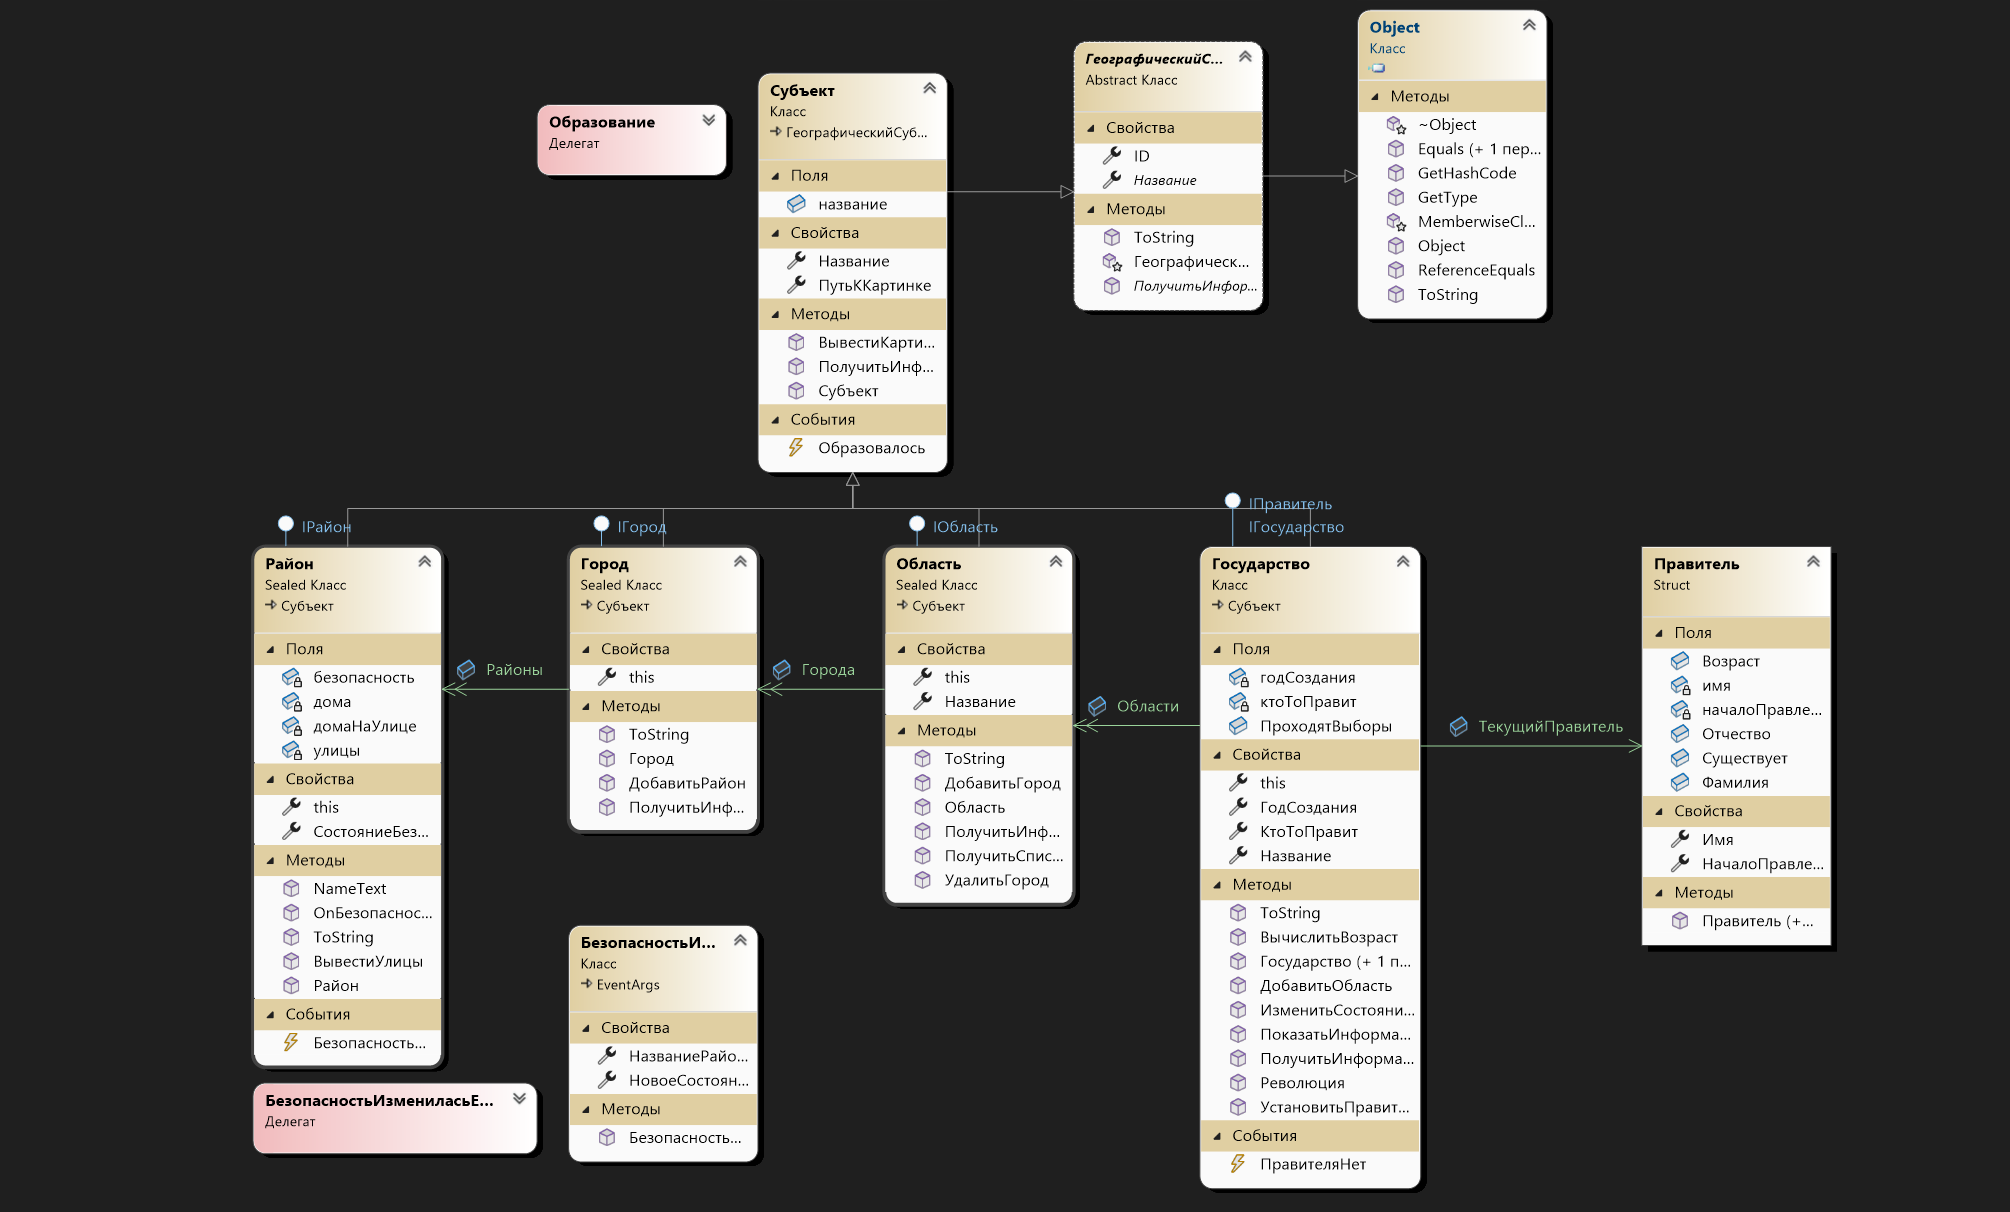 Образование
Делегат
Субъект
Класс
ГеографическийСуб...
Поля
название
Свойства
Название
ПутьККартинке
Методы
ВывестиКарти...
ПолучитьИнф...
Субъект
События
Образовалось
ГеографическийС...
Abstract Класс
Свойства
ID
Название
Методы
ToString
Географическ...
ПолучитьИнфор...
Object
Класс
Методы
~Object
Equals (+ 1 пер...
GetHashCode
GetType
MemberwiseCl...
Object
ReferenceEquals
ToString
IРайон
Район
Sealed Класс
Субъект
Поля
безопасность
дома
домаНаУлице
улицы
Свойства
this
СостояниеБез...
Методы
NameText
OnБезопаснос...
ToString
ВывестиУлицы
Район
События
Безопасность...
Районы
IГород
Город
Sealed Класс
Субъект
Свойства
this
Методы
ToString
Город
ДобавитьРайон
ПолучитьИнф...
Города
IОбласть
Область
Sealed Класс
Субъект
Свойства
this
Название
Методы
ToString
ДобавитьГород
Область
ПолучитьИнф...
ПолучитьСпис...
УдалитьГород
Области
IПравитель
IГосударство
Государство
Класс
Субъект
Поля
годСоздания
ктоТоПравит
ПроходятВыборы
Свойства
this
ГодСоздания
КтоТоПравит
Название
Методы
ToString
ВычислитьВозраст
Государство (+ 1 п...
ДобавитьОбласть
ИзменитьСостояни...
ПоказатьИнформа...
ПолучитьИнформа...
Революция
УстановитьПравит...
События
ПравителяНет
ТекущийПравитель
Правитель
Struct
Поля
Возраст
имя
началоПравле...
Отчество
Существует
Фамилия
Свойства
Имя
НачалоПравле...
Методы
Правитель (+...
БезопасностьИ...
Класс
EventArgs
Свойства
НазваниеРайо...
НовоеСостоян...
Методы
Безопасность...
БезопасностьИзмениласьE...
Делегат